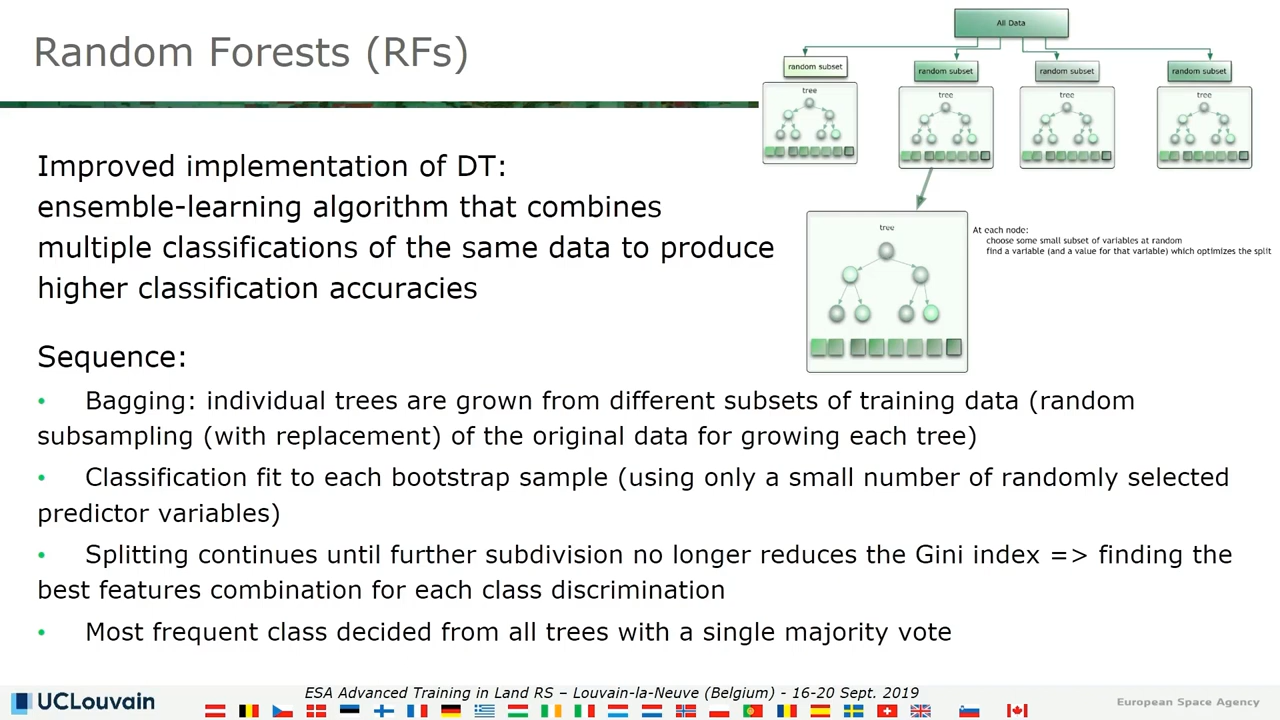 Random Forests (RFs)
All Data
random subset
random subset
random subset
random subset
tree
tree
tree
tree
Improved implementation of DT:
ensemble-learning algorithm that combines
multiple classifications of the same data to produce
higher classification accuracies
tree
At each node:
choose some small subset of variables at random
find a variable (and a value for that variable) which optimizes the split
Sequence:
• Bagging: individual trees are grown from different subsets of training data (random
subsampling (with replacement) of the original data for growing each tree)
• Classification fit to each bootstrap sample (using only a small number of randomly selected
predictor variables)
• Splitting continues until further subdivision no longer reduces the Gini index => finding the
best features combination for each class discrimination
• Most frequent class decided from all trees with a single majority vote
UCLouvain
ESA Advanced Training in Land RS – Louvain-la-Neuve (Belgium) - 16-20 Sept. 2019
European Space Agency